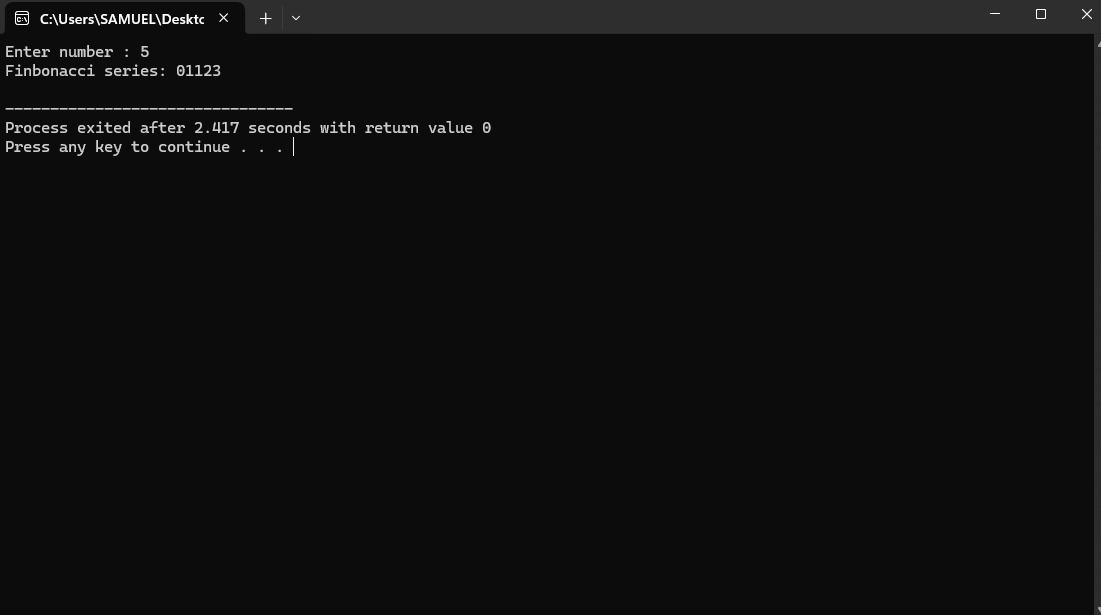 C:\Users\SAMUEL\Deskto
Enter number : 5
Finbonacci series: 01123
--------------------------------
Process exited after 2.417 seconds with return value 0
Press any key to continue . . .